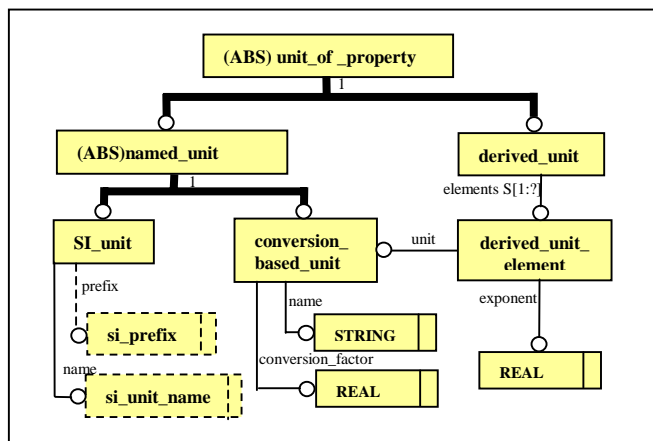 (ABS) unit_of _property
1
(ABS)named_unit
derived_unit
1
elements S[1:?]
SI_unit
conversion_
based_unit
unit
derived_unit_
element
prefix
name
exponent
si_prefix
STRING
conversion_factor
REAL
name
si_unit_name
REAL